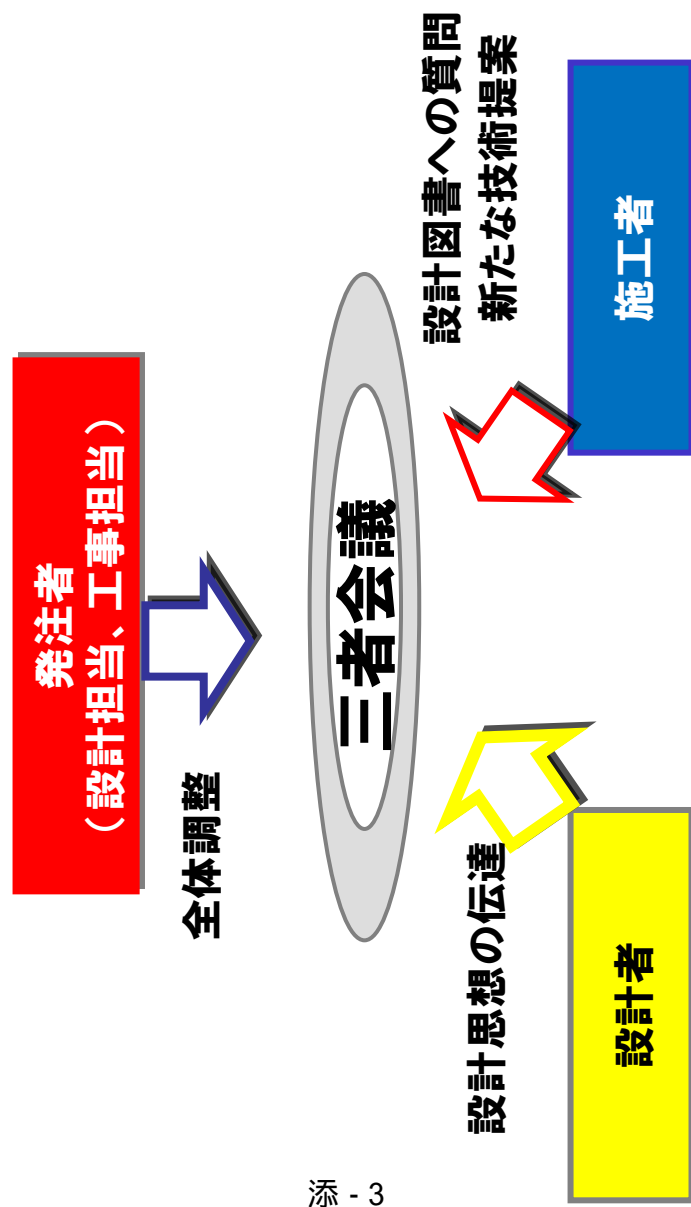 発注者
（設計担当、工事担当）
全体調整
三者会議
設計思想の伝達
設計者
設計図書への質問
新たな技術提案
施工者
添 - 3